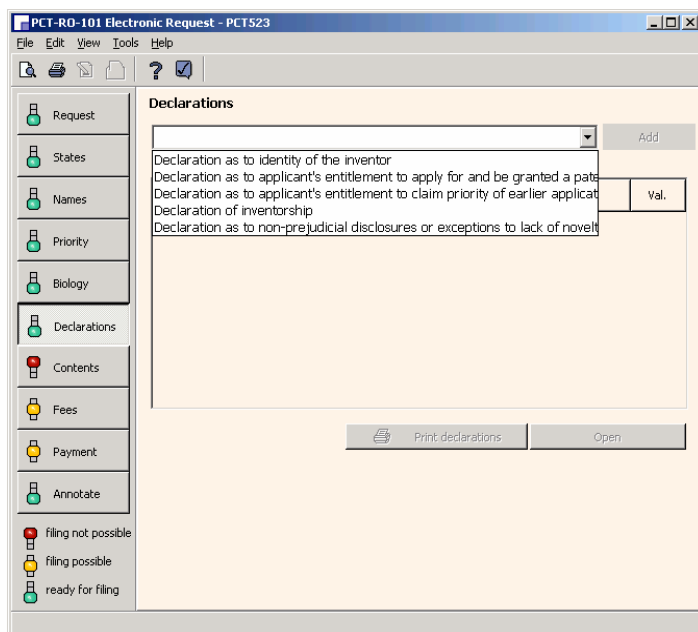 PCT-RO-101 Electronic Request - PCT523
File Edit View Tools Help
Declarations
Request
Add
States
Declaration as to identity of the inventor
Declaration as to applicant's entitlement to apply for and be granted a pate
Names
Declaration as to applicant's entitlement to claim priority of earlier applicat
Val.
Declaration of inventorship
Declaration as to non-prejudicial disclosures or exceptions to lack of novelt
Priority
Biology
Declarations
Contents
Fees
Print declarations
Open
Payment
Annotate
filing not possible
filing possible
ready for filing